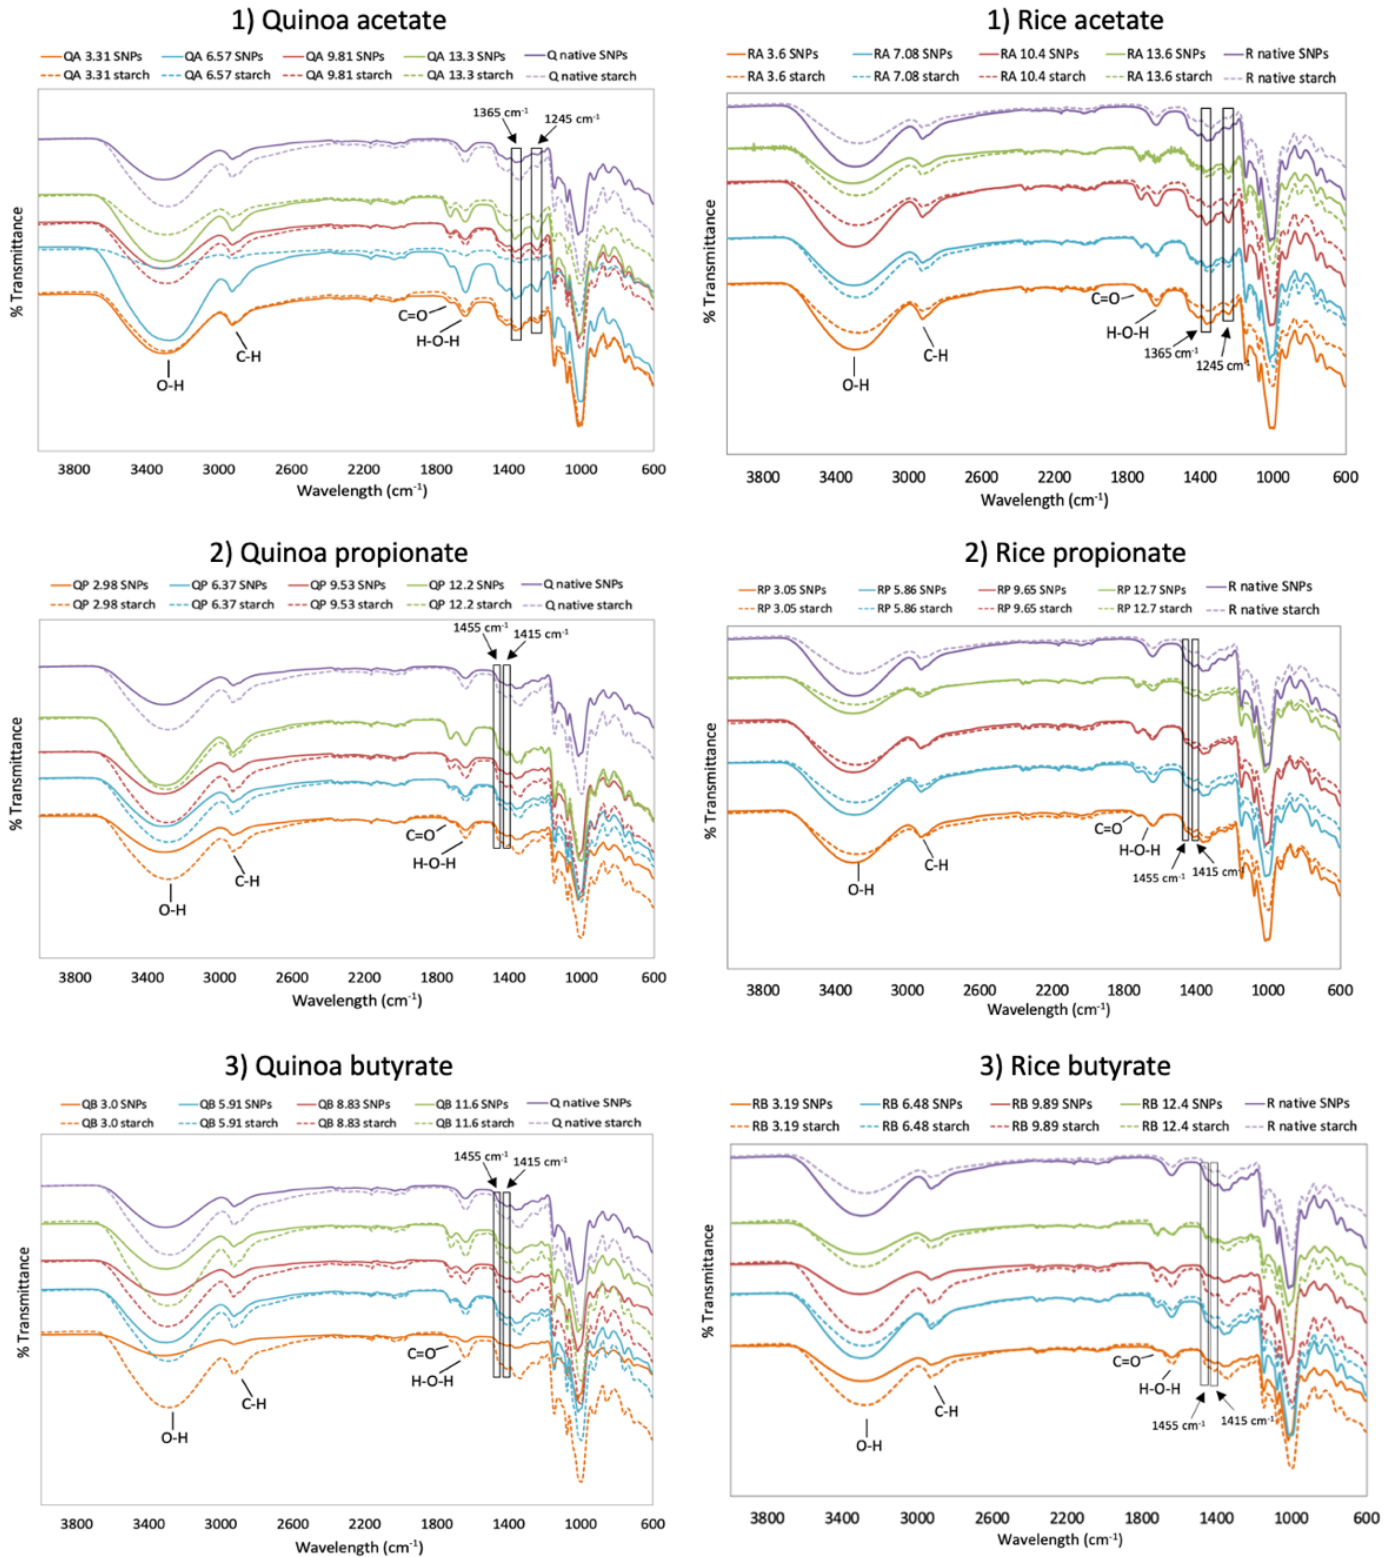 1) Quinoa acetate
QA 3.31 SNPs QA 6.57 SNPs QA 9.81 SNPs QA 13.3 SNPs Q native SNPs
QA 3.31 starch QA 6.57 starch QA 9.81 starch QA 13.3 starch Q native starch
1365 cm⁻¹
1245 cm⁻¹
% Transmittance
C=O
H-O-H
C-H
O-H
3800 3400 3000 2600 2200 1800 1400 1000 600
Wavelength (cm⁻¹)
1) Rice acetate
RA 3.6 SNPs RA 7.08 SNPs RA 10.4 SNPs RA 13.6 SNPs R native SNPs
RA 3.6 starch RA 7.08 starch RA 10.4 starch RA 13.6 starch R native starch
% Transmittance
C=O
H-O-H
1365 cm⁻¹
C-H
1245 cm⁻¹
O-H
3800 3400 3000 2600 2200 1800 1400 1000 600
Wavelength (cm⁻¹)
2) Quinoa propionate
QP 2.98 SNPs QP 6.37 SNPs QP 9.53 SNPs QP 12.2 SNPs Q native SNPs
QP 2.98 starch QP 6.37 starch QP 9.53 starch QP 12.2 starch Q native starch
1455 cm⁻¹
1415 cm⁻¹
% Transmittance
C=O
H-O-H
C-H
O-H
3800 3400 3000 2600 2200 1800 1400 1000 600
Wavelength (cm⁻¹)
2) Rice propionate
RP 3.05 SNPs RP 5.86 SNPs RP 9.65 SNPs RP 12.7 SNPs R native SNPs
RP 3.05 starch RP 5.86 starch RP 9.65 starch RP 12.7 starch R native starch
% Transmittance
C=O
H-O-H
C-H
1455 cm⁻¹
1415 cm⁻¹
O-H
3800 3400 3000 2600 2200 1800 1400 1000 600
Wavelength (cm⁻¹)
3) Quinoa butyrate
QB 3.0 SNPs QB 5.91 SNPs QB 8.83 SNPs QB 11.6 SNPs Q native SNPs
QB 3.0 starch QB 5.91 starch QB 8.83 starch QB 11.6 starch Q native starch
1455 cm⁻¹
1415 cm⁻¹
% Transmittance
C=O
H-O-H
C-H
O-H
3800 3400 3000 2600 2200 1800 1400 1000 600
Wavelength (cm⁻¹)
3) Rice butyrate
RB 3.19 SNPs RB 6.48 SNPs RB 9.89 SNPs RB 12.4 SNPs R native SNPs
RB 3.19 starch RB 6.48 starch RB 9.89 starch RB 12.4 starch R native starch
% Transmittance
C=O
H-O-H
C-H
1455 cm⁻¹
1415 cm⁻¹
O-H
3800 3400 3000 2600 2200 1800 1400 1000 600
Wavelength (cm⁻¹)